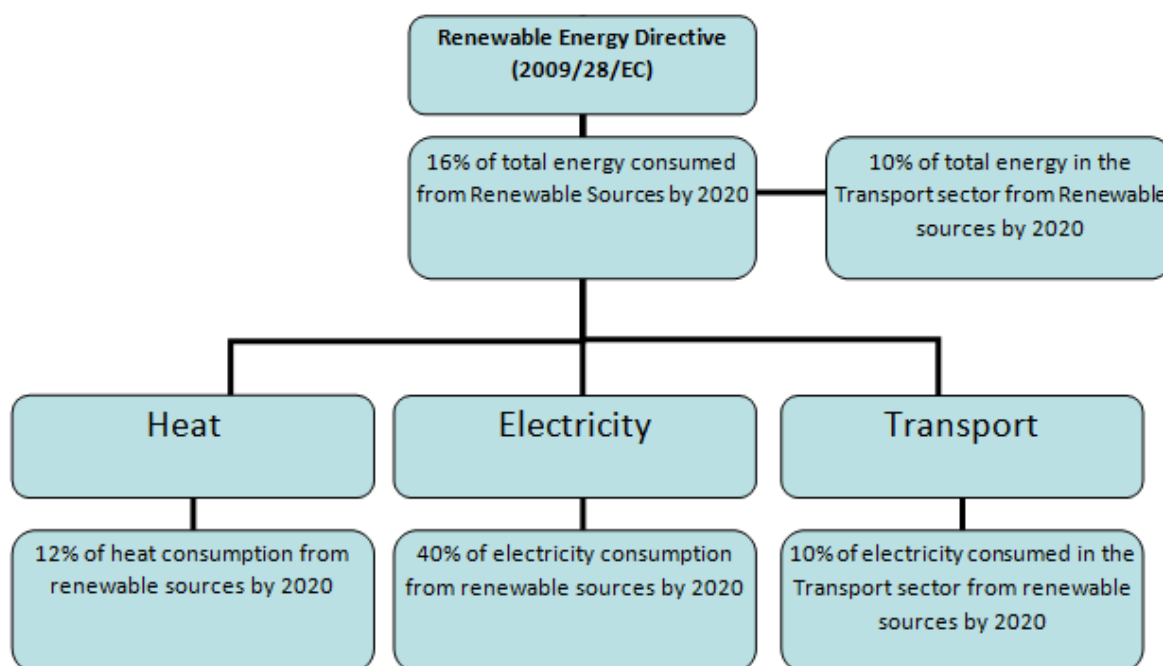 Renewable Energy Directive
(2009/28/EC)
16% of total energy consumed
from Renewable Sources by 2020
10% of total energy in the
Transport sector from Renewable
sources by 2020
Heat
Electricity
Transport
12% of heat consumption from
renewable sources by 2020
40% of electricity consumption
from renewable sources by 2020
10% of electricity consumed in the
Transport sector from renewable
sources by 2020